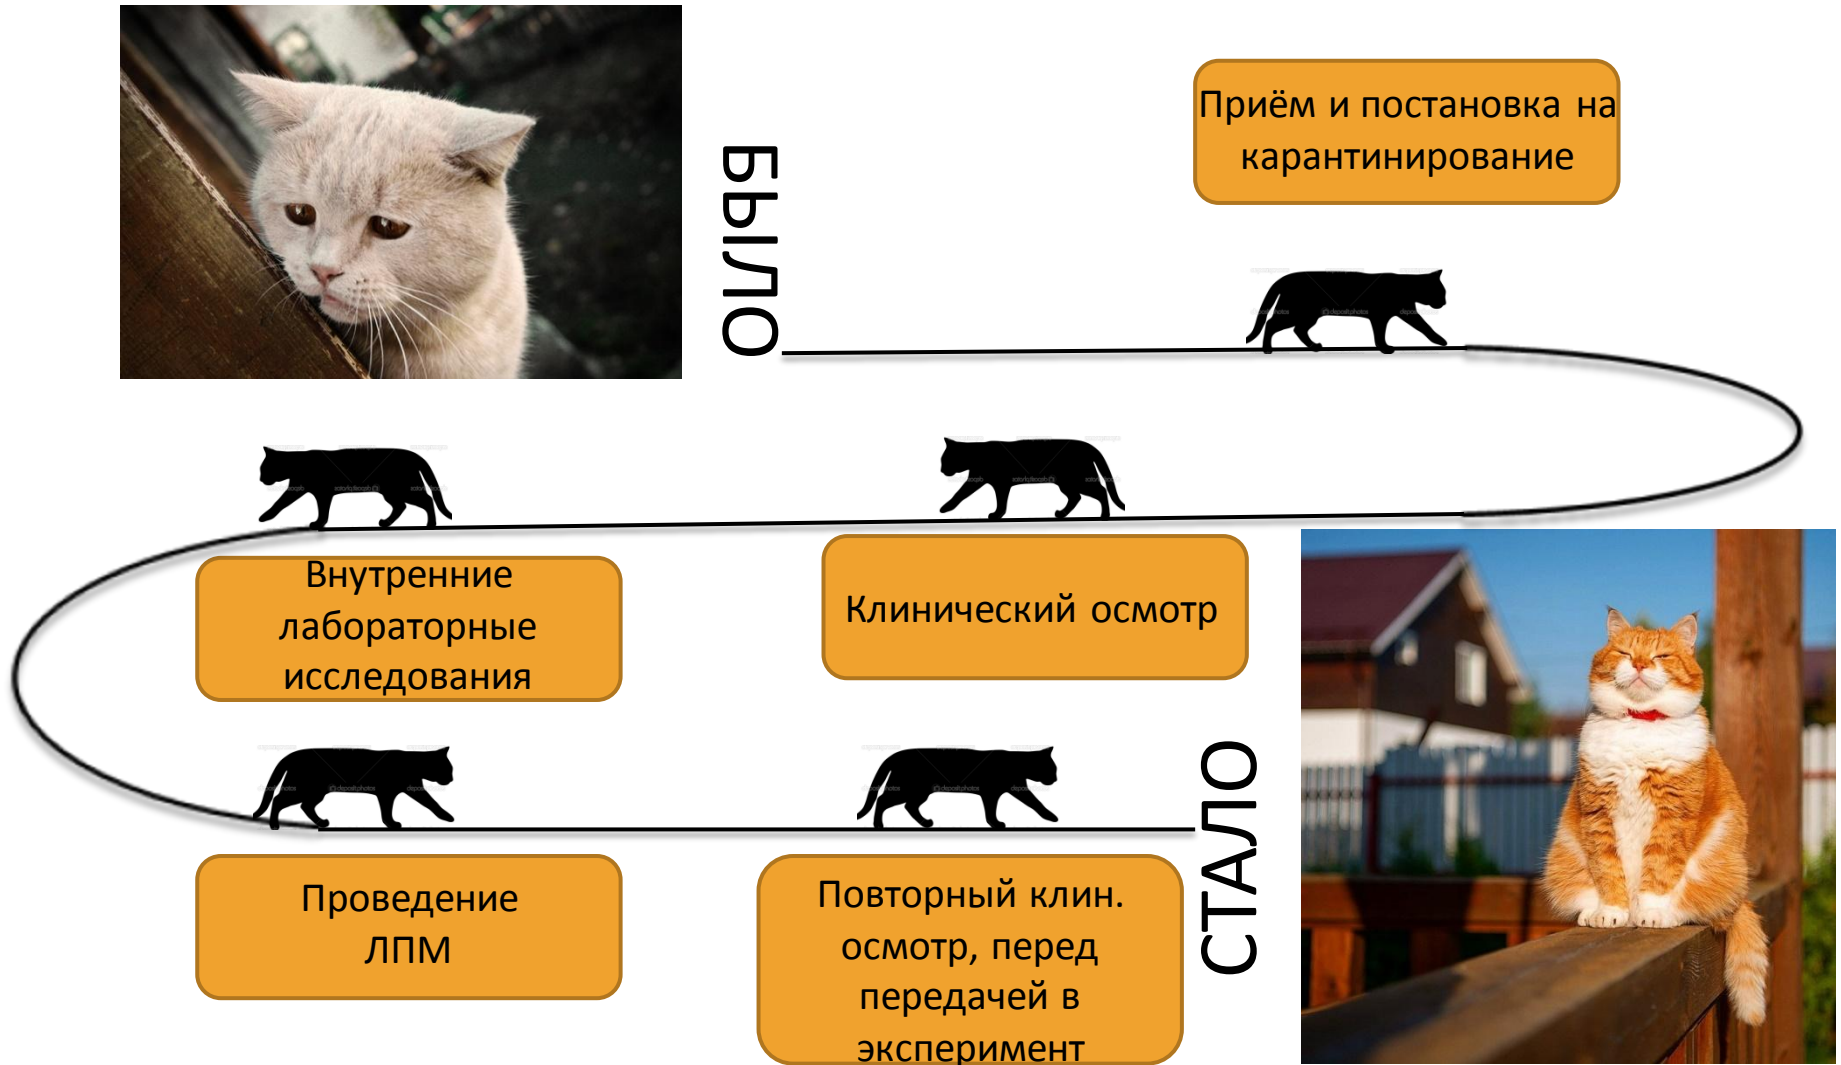 БЫЛО
Приём и постановка на
карантинирование
Клинический осмотр
Внутренние
лабораторные
исследования
Проведение
ЛПМ
Повторный клин.
осмотр, перед
передачей в
эксперимент
СТАЛО